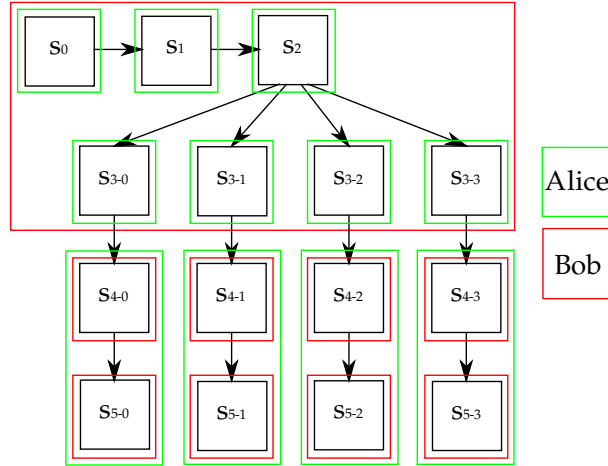 S0 S1 S2
S3-0 S3-1 S3-2 S3-3
Alice
S4-0 S4-1 S4-2 S4-3
Bob
S5-0 S5-1 S5-2 S5-3